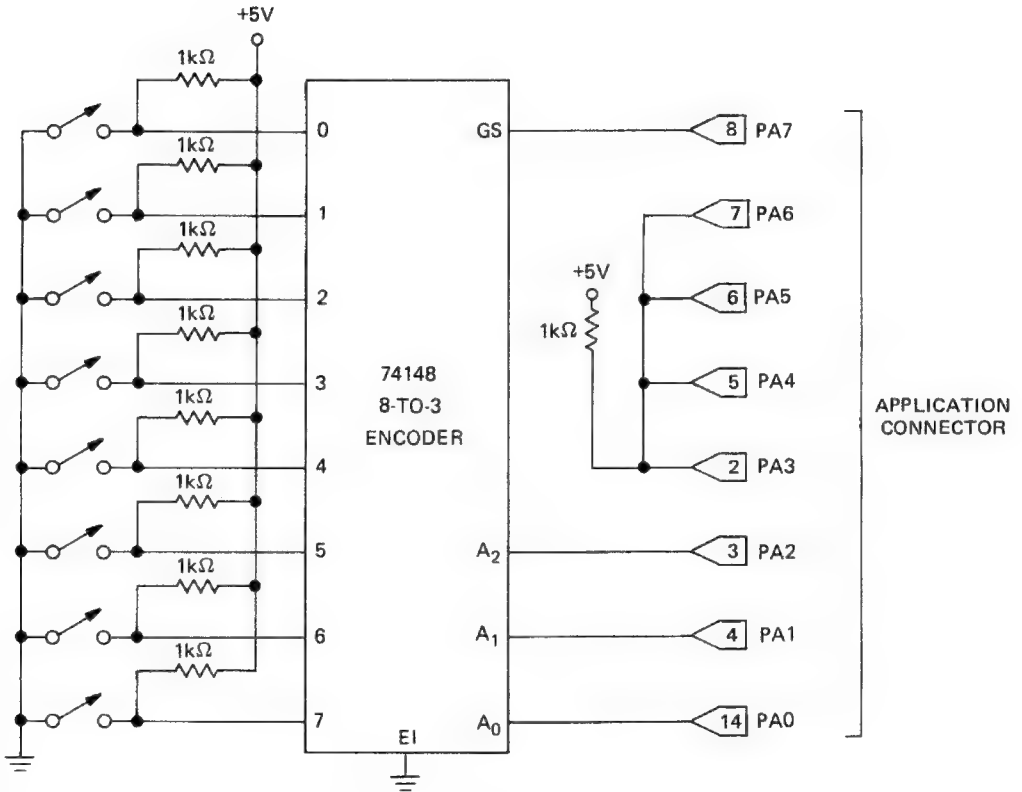 +5V
1kΩ
0
GS
8 PA7
1kΩ
1
7 PA6
1kΩ
2
+5V
6 PA5
1kΩ
1kΩ
3
74148
8-TO-3
ENCODER
5 PA4
APPLICATION
CONNECTOR
1kΩ
4
2 PA3
1kΩ
5
A2
3 PA2
1kΩ
6
A1
4 PA1
1kΩ
7
EI
A0
14 PA0